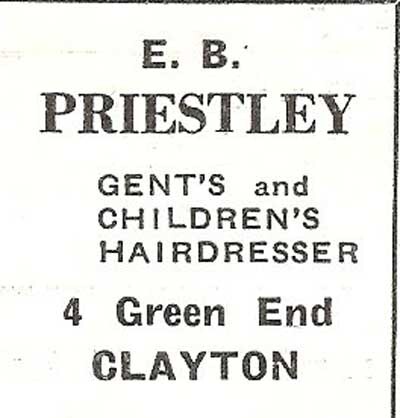 E. B.
PRIESTLEY
GENT'S and
CHILDREN'S
HAIRDRESSER
4 Green End
CLAYTON